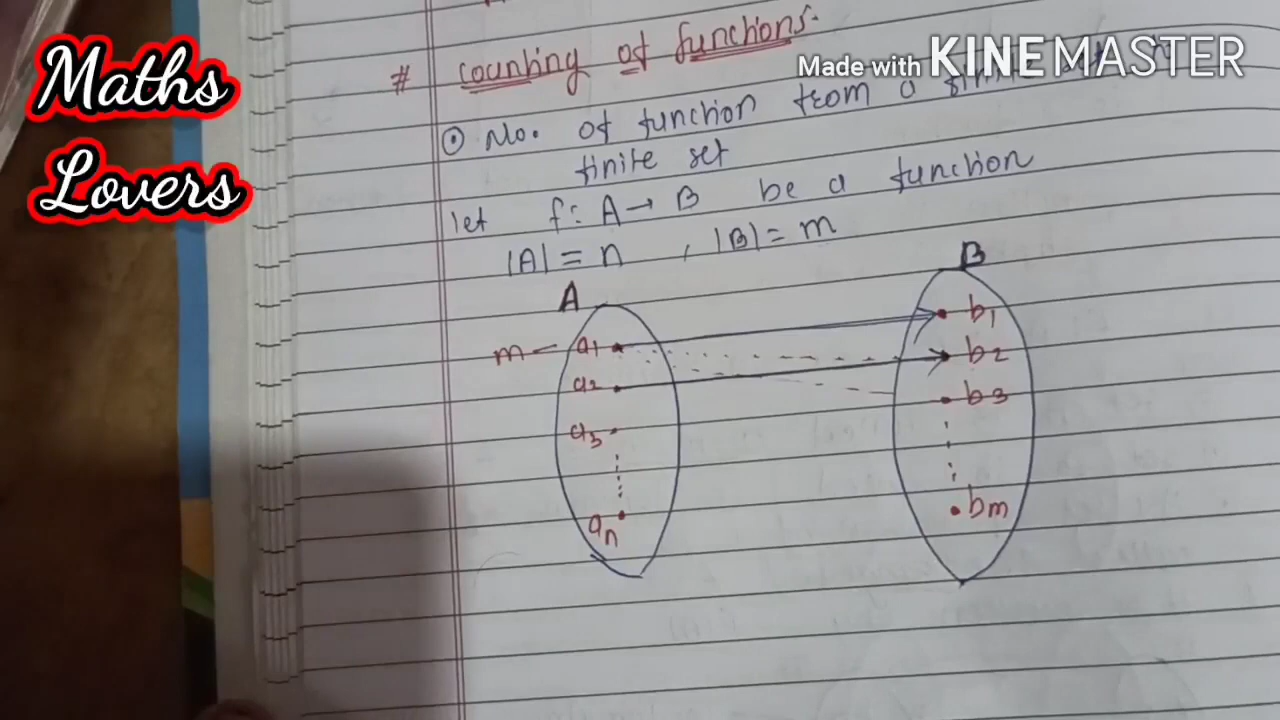 Maths
Lovers
Made with KINEMASTER
# counting of functions.
⊙ No. of function from a
finite set
let f: A → B be a function
|A| = n , |B| = m
A
B
m
a1
a2
a3
an
b1
b2
b3
bm